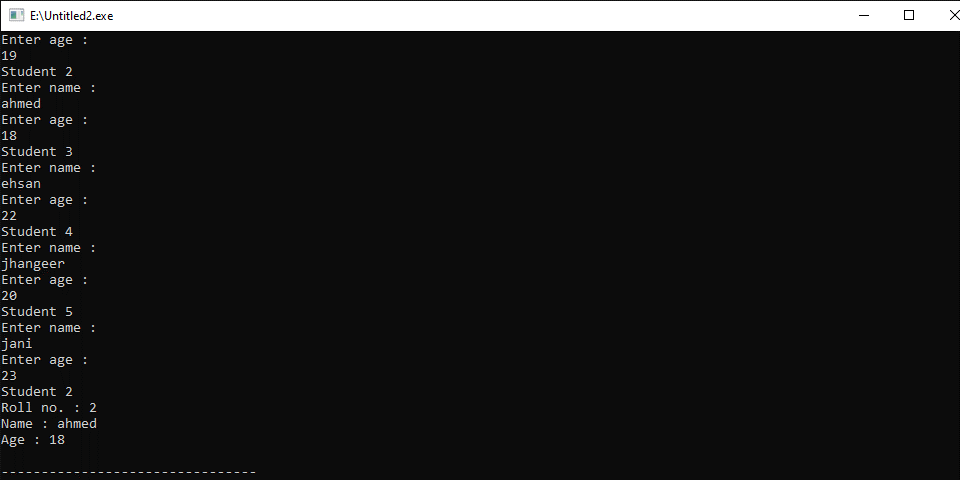 E:\Untitled2.exe
Enter age :
19
Student 2
Enter name :
ahmed
Enter age :
18
Student 3
Enter name :
ehsan
Enter age :
22
Student 4
Enter name :
jhangeer
Enter age :
20
Student 5
Enter name :
jani
Enter age :
23
Student 2
Roll no. : 2
Name : ahmed
Age : 18
--------------------------------